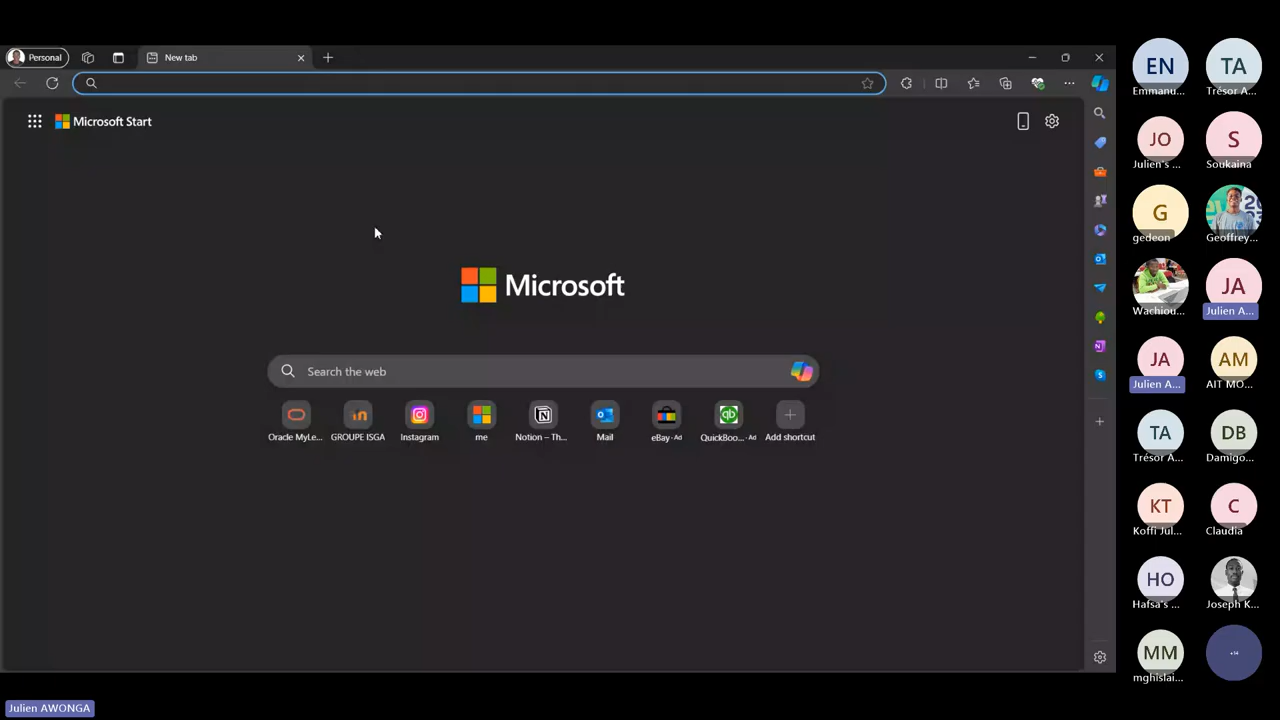 Personal
New tab
Microsoft Start
Microsoft
Search the web
Oracle MyLe...
GROUPE ISGA
Instagram
me
Notion – Th...
Mail
eBay · Ad
QuickBoo... · Ad
Add shortcut
EN
Emmanu...
TA
Trésor A...
JO
Julien's ...
S
Soukaina
G
gedeon
Geoffrey...
Wachiou...
JA
Julien A...
JA
Julien A...
AM
AIT MO...
TA
Trésor A...
DB
Damigo...
KT
Koffi Jul...
C
Claudia
HO
Hafsa's ...
Joseph K...
MM
mghislai...
Julien AWONGA